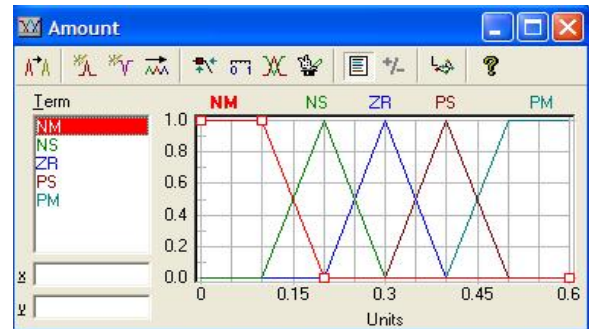 Amount
Term
NM NS ZR PS PM
NM
NS
ZR
PS
PM
1.0
0.8
0.6
0.4
0.2
0.0
0 0.15 0.3 0.45 0.6
Units
x
y